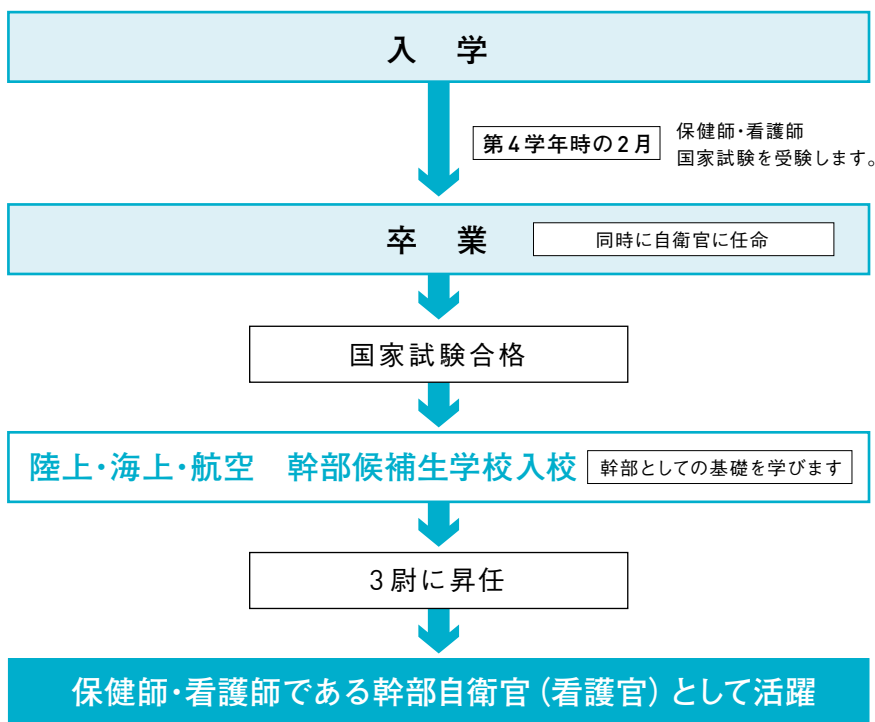 入 学
第4学年時の2月
保健師・看護師
国家試験を受験します。
卒 業
同時に自衛官に任命
国家試験合格
陸上・海上・航空 幹部候補生学校入校
幹部としての基礎を学びます
3尉に昇任
保健師・看護師である幹部自衛官（看護官）として活躍